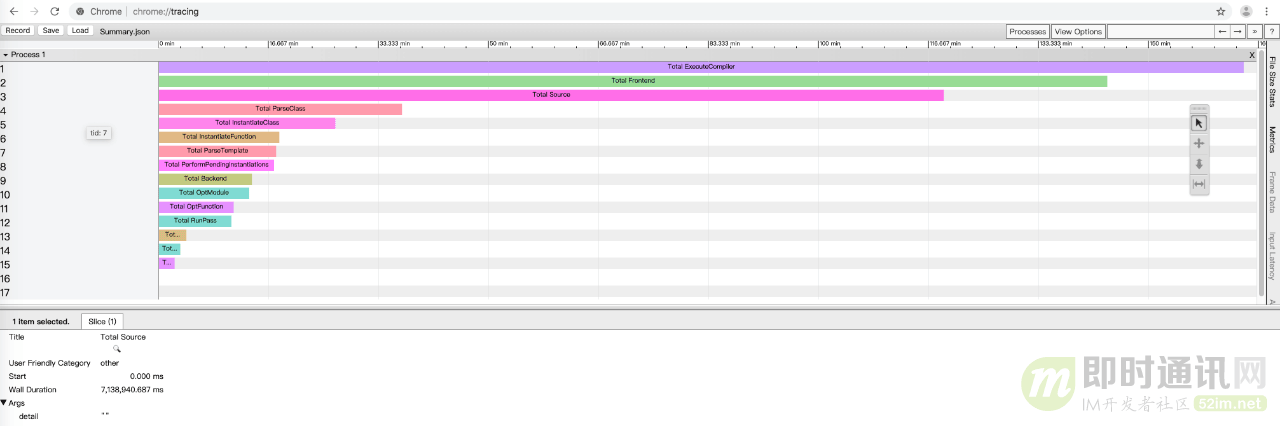 Chrome | chrome://tracing
Record Save Load Summary.json Processes View Options ← → » ?
0 min 16.667 min 33.333 min 50 min 66.667 min 83.333 min 100 min 116.667 min 133.333 min 150 min
Process 1 X
1 Total ExecuteCompiler
2 Total Frontend
3 Total Source
4 Total ParseClass
5 Total InstantiateClass
6 Total InstantiateFunction
tid: 7
7 Total ParseTemplate
8 Total PerformPendingInstantiations
9 Total Backend
10 Total OptModule
11 Total OptFunction
12 Total RunPass
13 Tot...
14 Tot...
15 T...
16
17
File Size Stats
Metrics
Frame Data
Input Latency
1 item selected. Slice (1)
Title Total Source
User Friendly Category other
Start 0.000 ms
Wall Duration 7,138,940.687 ms
Args
detail ""
即时通讯网
IM开发者社区 52im.net